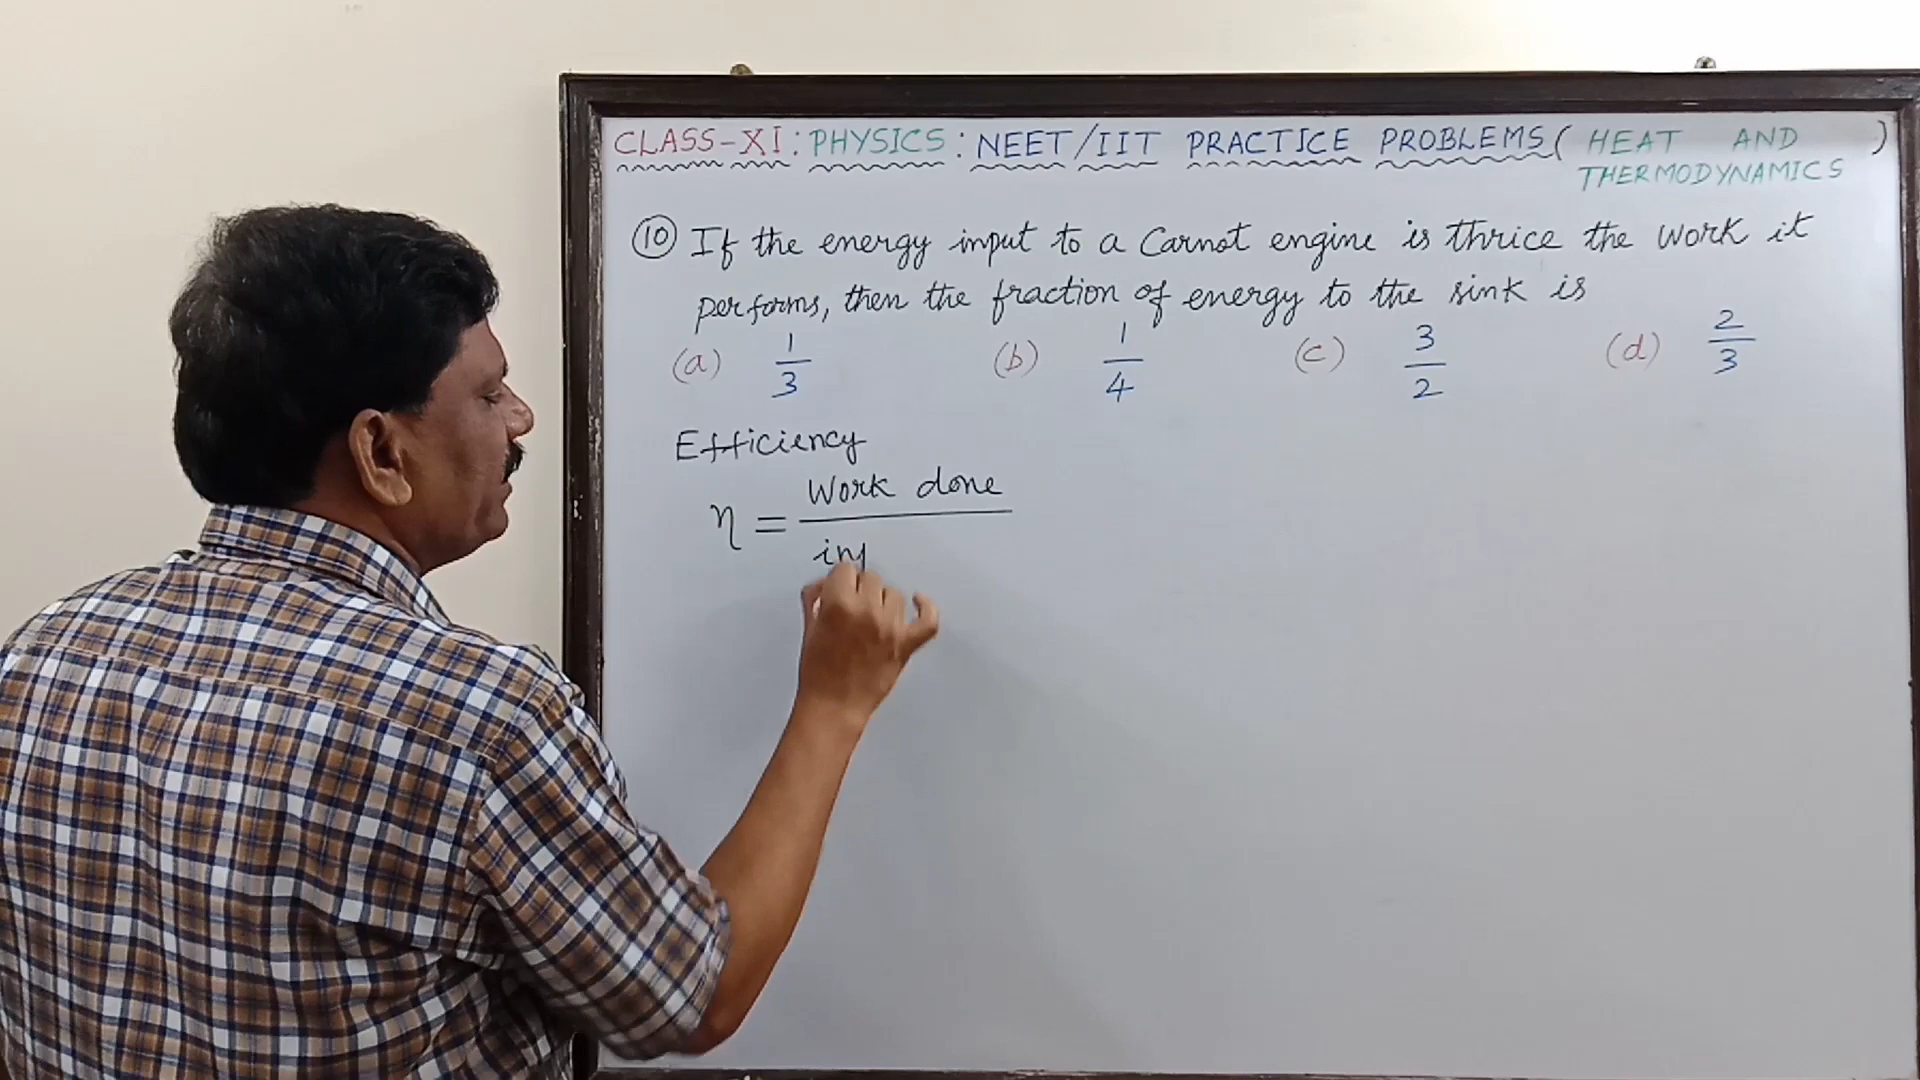 CLASS-XI: PHYSICS: NEET/IIT PRACTICE PROBLEMS (HEAT AND THERMODYNAMICS)
(10) If the energy input to a Carnot engine is thrice the work it
performs, then the fraction of energy to the sink is
(a) 1/3 (b) 1/4 (c) 3/2 (d) 2/3
Efficiency
η = Work done / inp